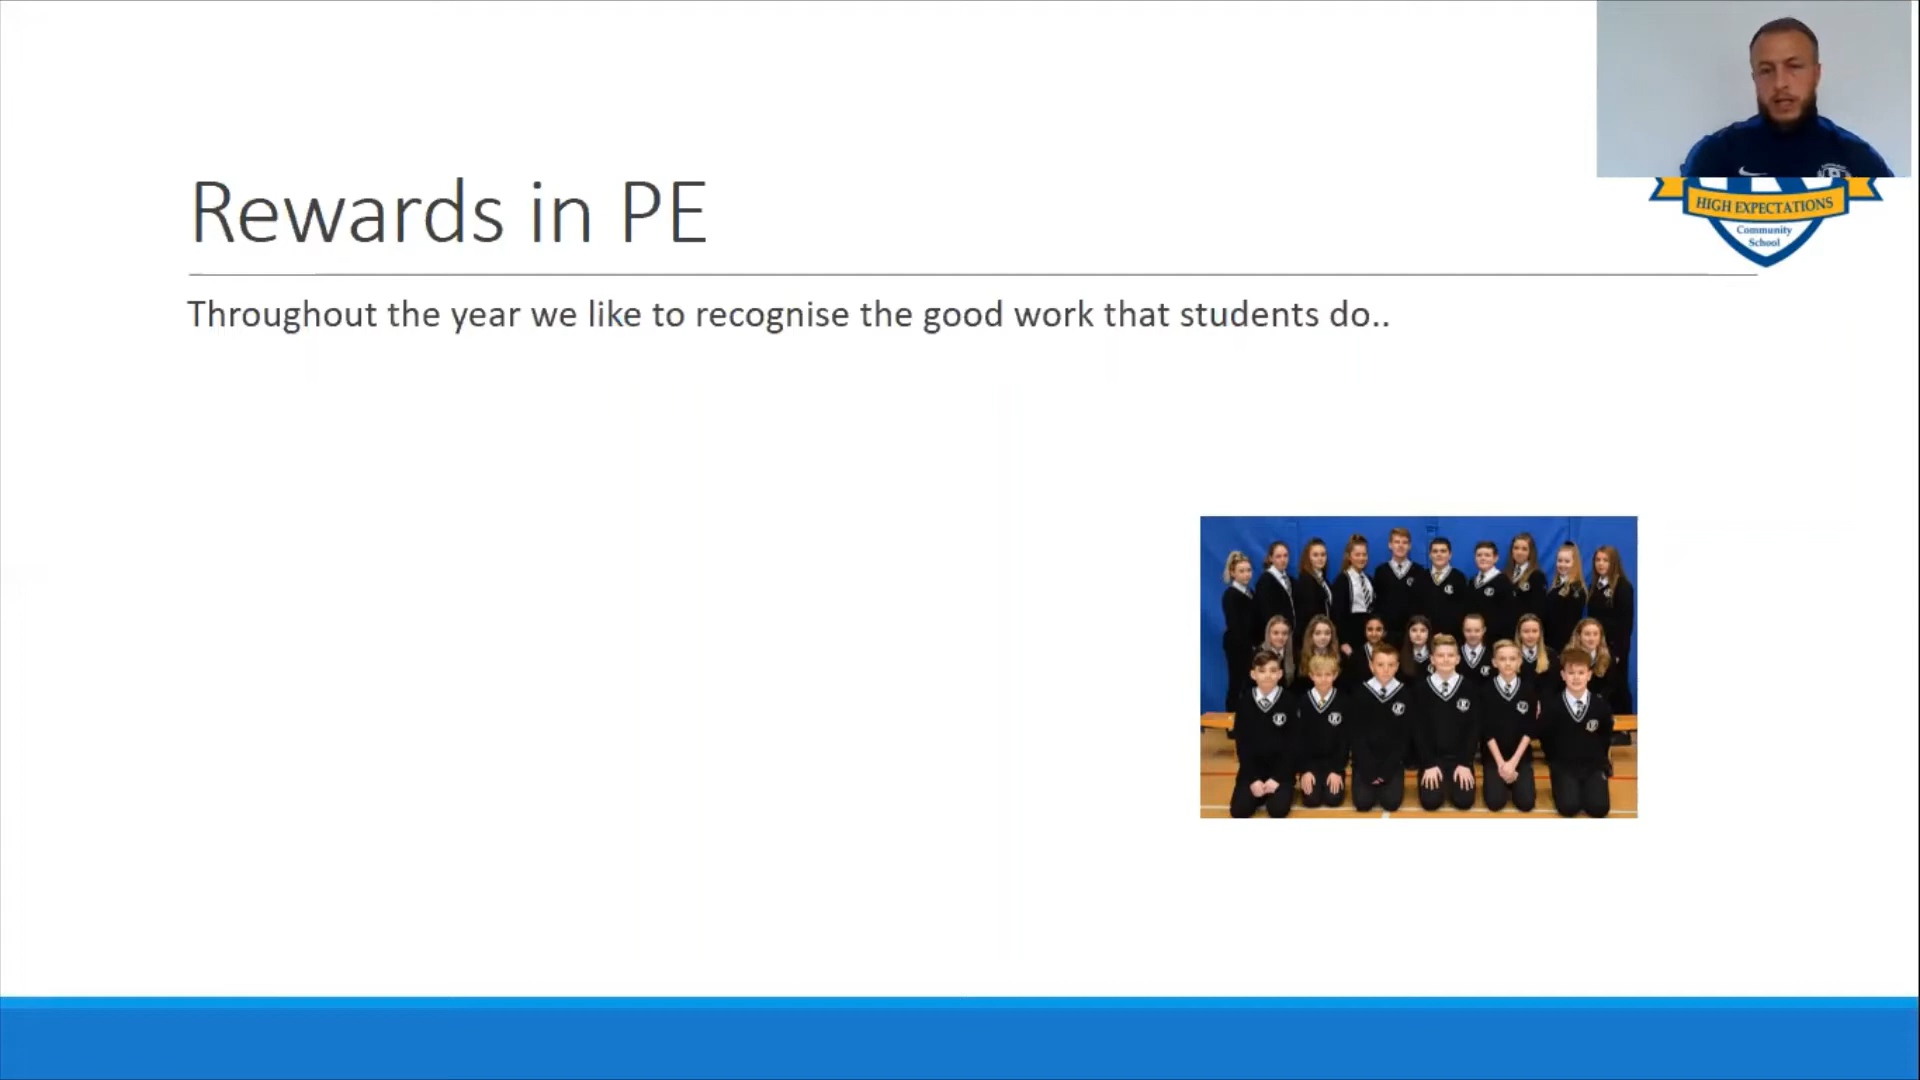 Rewards in PE
HIGH EXPECTATIONS
Community
School
Throughout the year we like to recognise the good work that students do..